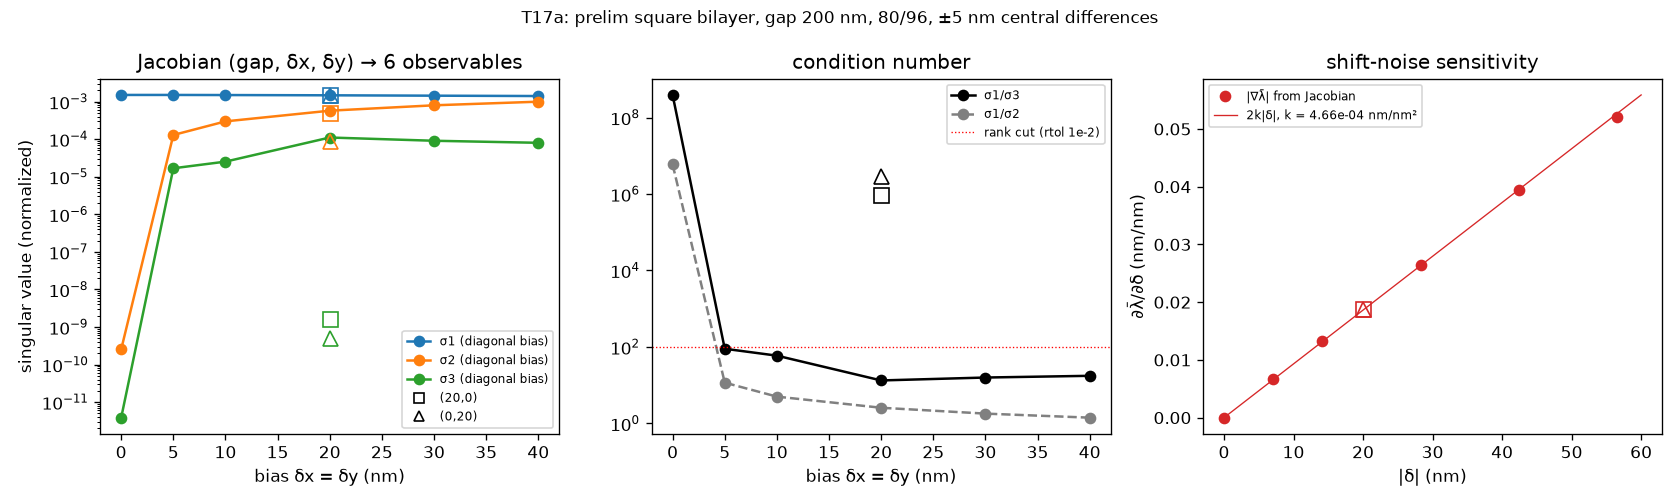 T17a: prelim square bilayer, gap 200 nm, 80/96, ±5 nm central differences
Jacobian (gap, δx, δy) → 6 observables
singular value (normalized)
10⁻³
10⁻⁴
10⁻⁵
10⁻⁶
10⁻⁷
10⁻⁸
10⁻⁹
10⁻¹⁰
10⁻¹¹
σ1 (diagonal bias)
σ2 (diagonal bias)
σ3 (diagonal bias)
(20,0)
(0,20)
0 5 10 15 20 25 30 35 40
bias δx = δy (nm)
condition number
10⁸
10⁶
10⁴
10²
10⁰
σ1/σ3
σ1/σ2
rank cut (rtol 1e-2)
0 5 10 15 20 25 30 35 40
bias δx = δy (nm)
shift-noise sensitivity
∂λ̄/∂δ (nm/nm)
0.05
0.04
0.03
0.02
0.01
0.00
|∇λ̄| from Jacobian
2k|δ|, k = 4.66e-04 nm/nm²
0 10 20 30 40 50 60
|δ| (nm)